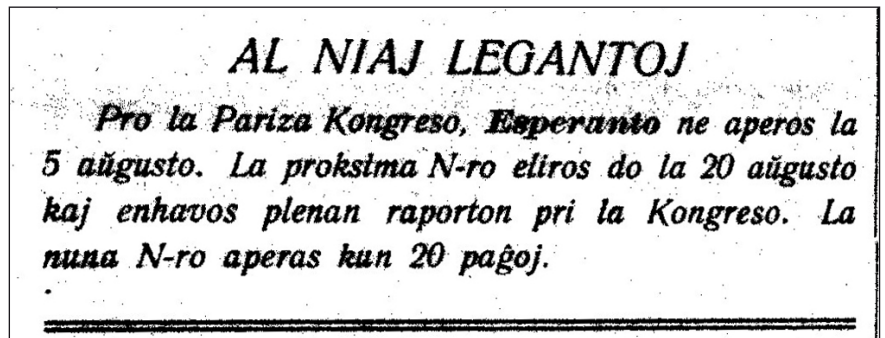 AL NIAJ LEGANTOJ
Pro la Pariza Kongreso, Esperanto ne aperos la
5 aŭgusto. La proksima N-ro eliros do la 20 aŭgusto
kaj enhavos plenan raporton pri la Kongreso. La
nuna N-ro aperas kun 20 paĝoj.